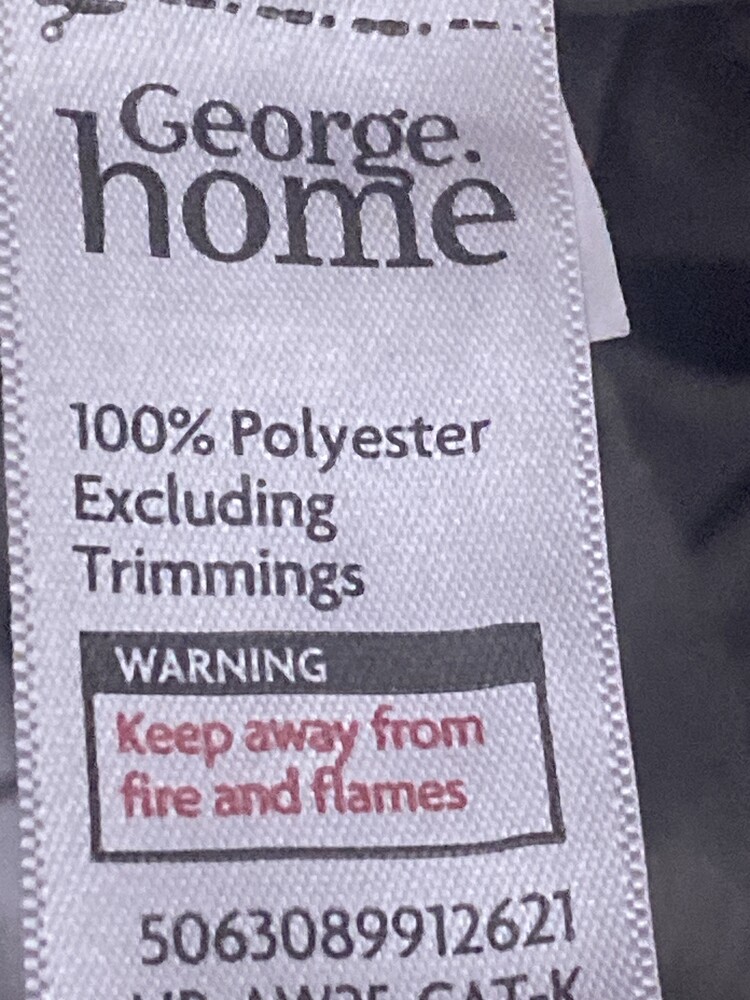 George.
home
100% Polyester
Excluding
Trimmings
WARNING
Keep away from
fire and flames
5063089912621